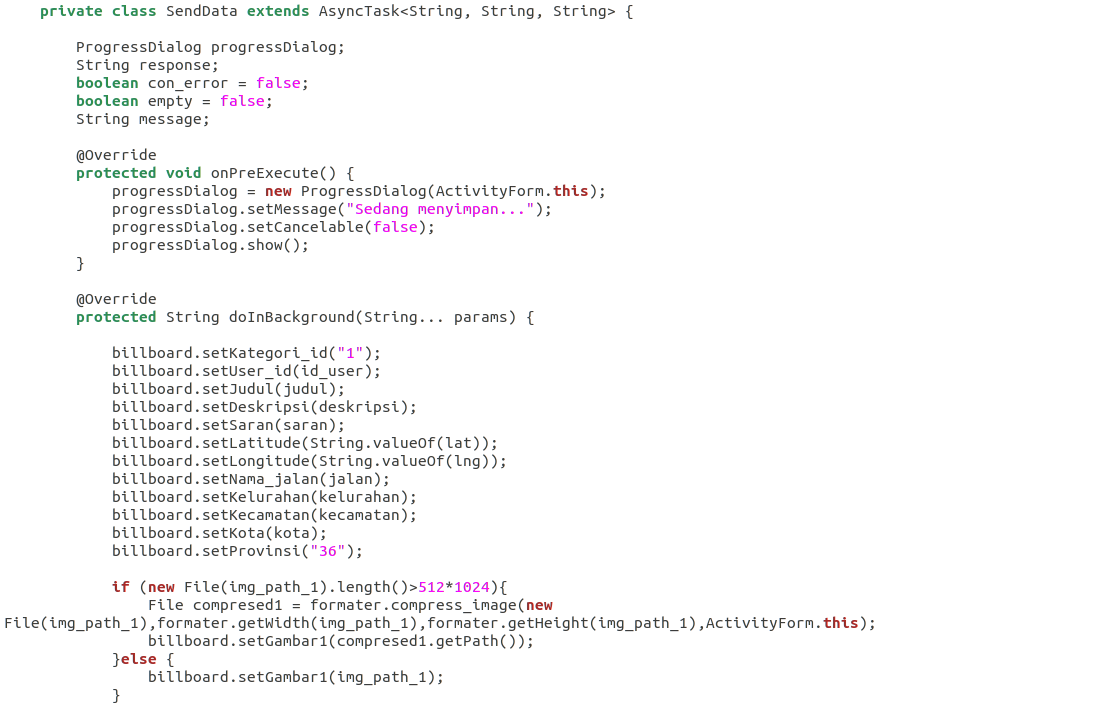 private class SendData extends AsyncTask<String, String, String> {
ProgressDialog progressDialog;
String response;
boolean con_error = false;
boolean empty = false;
String message;
@Override
protected void onPreExecute() {
progressDialog = new ProgressDialog(ActivityForm.this);
progressDialog.setMessage("Sedang menyimpan...");
progressDialog.setCancelable(false);
progressDialog.show();
}
@Override
protected String doInBackground(String... params) {
billboard.setKategori_id("1");
billboard.setUser_id(id_user);
billboard.setJudul(judul);
billboard.setDeskripsi(deskripsi);
billboard.setSaran(saran);
billboard.setLatitude(String.valueOf(lat));
billboard.setLongitude(String.valueOf(lng));
billboard.setNama_jalan(jalan);
billboard.setKelurahan(kelurahan);
billboard.setKecamatan(kecamatan);
billboard.setKota(kota);
billboard.setProvinsi("36");
if (new File(img_path_1).length()>512*1024){
File compresed1 = formater.compress_image(new
File(img_path_1),formater.getWidth(img_path_1),formater.getHeight(img_path_1),ActivityForm.this);
billboard.setGambar1(compresed1.getPath());
}else {
billboard.setGambar1(img_path_1);
}